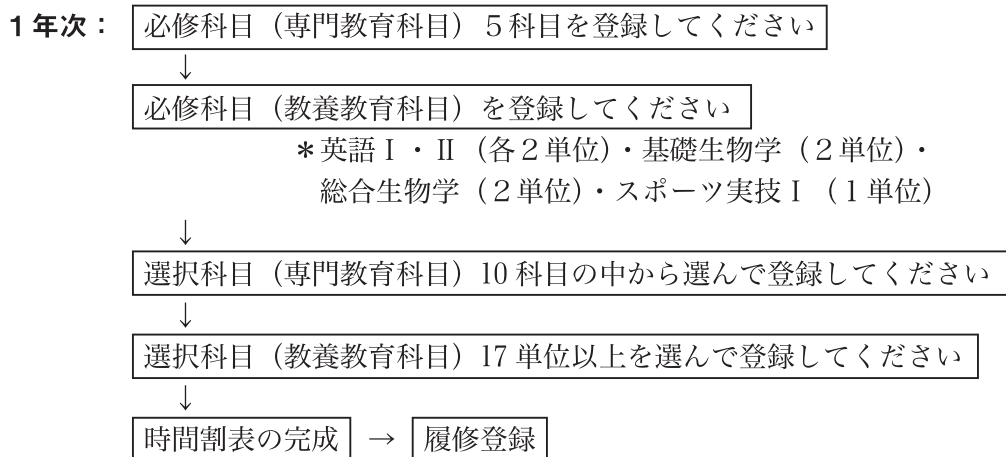 1年次： 必修科目（専門教育科目）５科目を登録してください
↓
必修科目（教養教育科目）を登録してください
＊英語Ⅰ・Ⅱ（各２単位）・基礎生物学（２単位）・
総合生物学（２単位）・スポーツ実技Ⅰ（１単位）
↓
選択科目（専門教育科目）10科目の中から選んで登録してください
↓
選択科目（教養教育科目）17単位以上を選んで登録してください
↓
時間割表の完成 → 履修登録